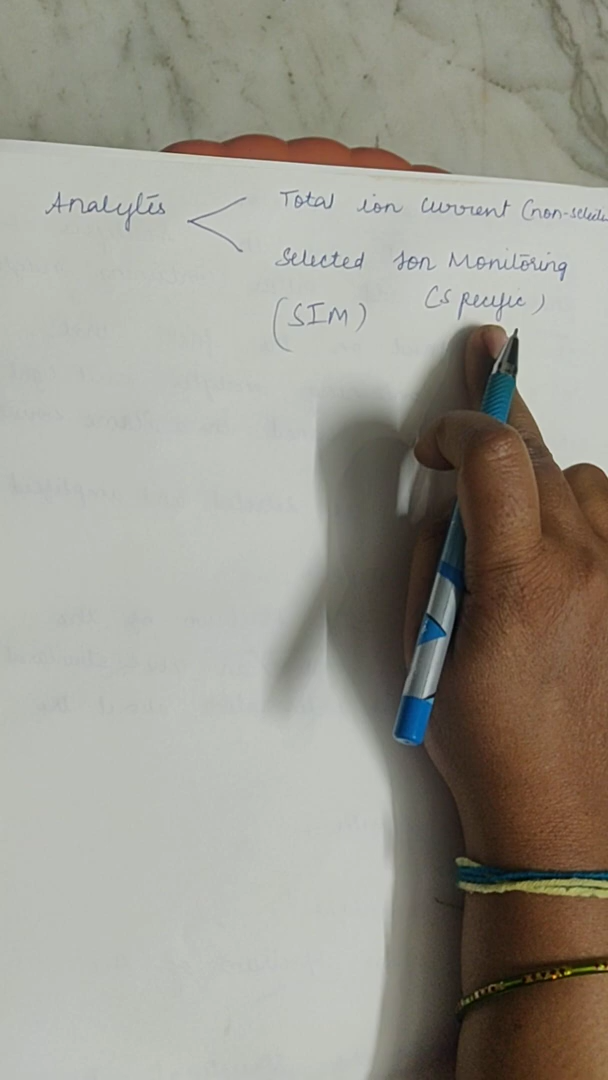 Analytes
Total ion current (non-selecti
Selected Ion Monitoring
(Specific)
(SIM)